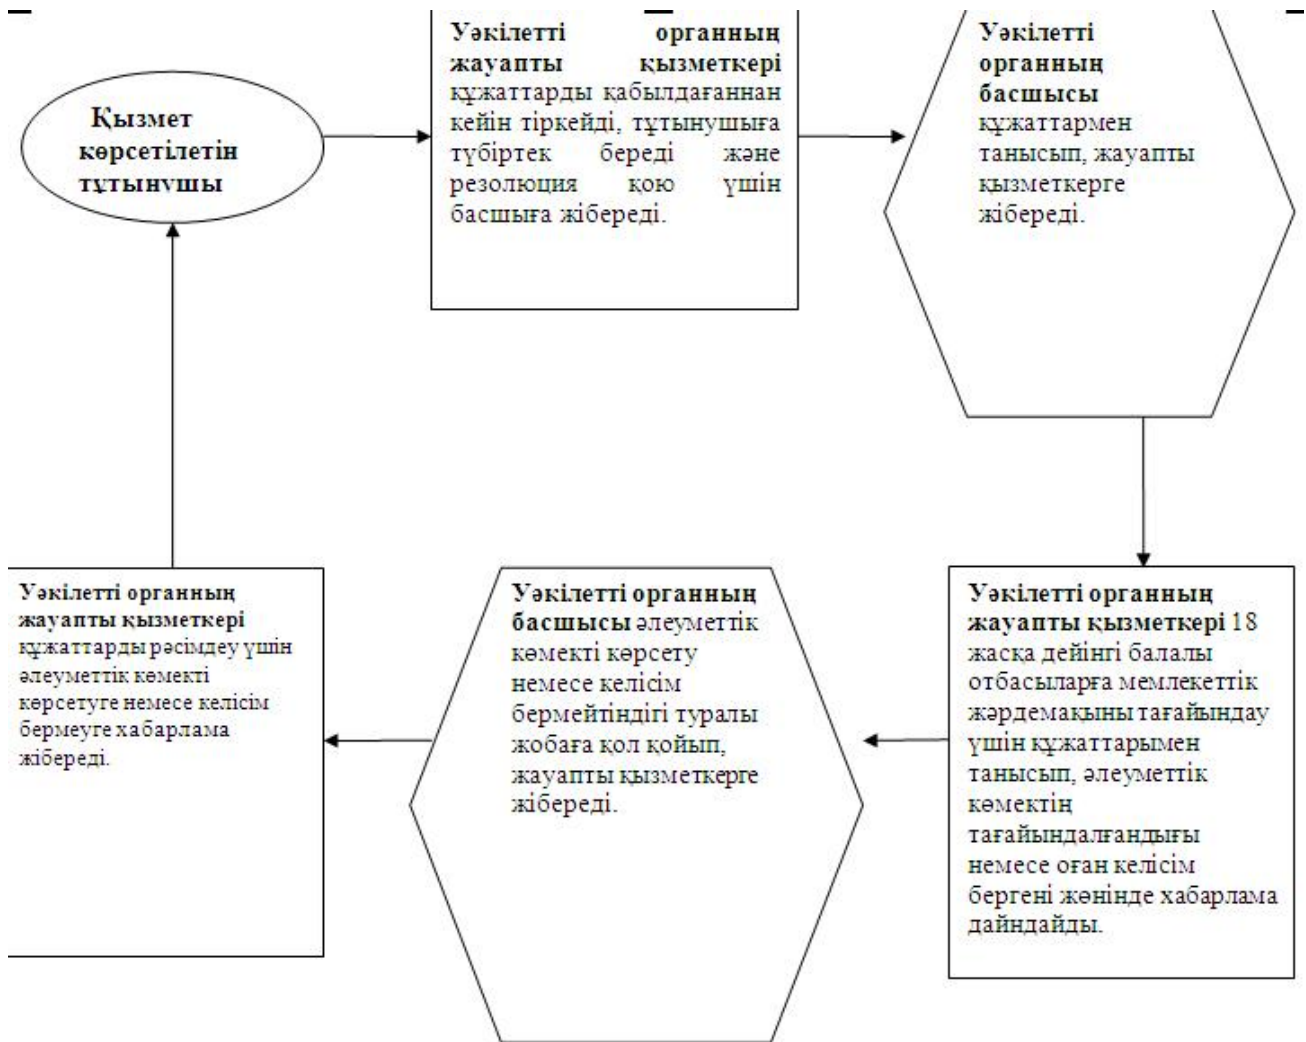 Қызмет
көрсетілетін
тұтынушы
Уәкілетті органның
жауапты қызметкері
құжаттарды қабылдағаннан
кейін тіркейді, тұтынушыға
түбіртек береді және
резолюция қою үшін
басшыға жібереді.
Уәкілетті
органның
басшысы
құжаттармен
танысып, жауапты
қызметкерге
жібереді.
Уәкілетті органның
жауапты қызметкері 18
жасқа дейінгі балалы
отбасыларға мемлекеттік
жәрдемақыны тағайындау
үшін құжаттарымен
танысып, әлеуметтік
көмектің
тағайындалғандығы
немесе оған келісім
бергені жөнінде хабарлама
дайндайды.
Уәкілетті органның
басшысы әлеуметтік
көмекті көрсету
немесе келісім
бермейтіндігі туралы
жобаға қол қойып,
жауапты қызметкерге
жібереді.
Уәкілетті органның
жауапты қызметкері
құжаттарды рәсімдеу үшін
әлеуметтік көмекті
көрсетуге немесе келісім
бермеуге хабарлама
жібереді.